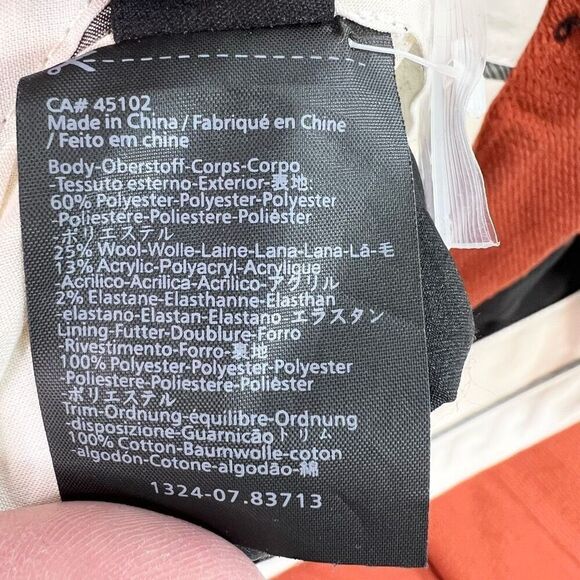 CA# 45102
Made in China / Fabriqué en Chine
/ Feito em chine
Body-Oberstoff-Corps-Corpo
-Tessuto esterno-Exterior-表地:
60% Polyester-Polyester-Polyester
-Poliestere-Poliestere-Poliéster
-ポリエステル
25% Wool-Wolle-Laine-Lana-Lana-Lã-毛
13% Acrylic-Polyacryl-Acrylique
-Acrilico-Acrilica-Acrílico-アクリル
2% Elastane-Elasthanne-Elasthan
-elastano-Elastan-Elastano-エラスタン
Lining-Futter-Doublure-Forro
-Rivestimento-Forro-裏地
100% Polyester-Polyester-Polyester
-Poliestere-Poliestere-Poliéster
-ポリエステル
Trim-Ordnung-équilibre-Ordnung
-disposizione-Guarnicão トリム
100% Cotton-Baumwolle-coton
-algodón-Cotone-algodão-綿
1324-07.83713